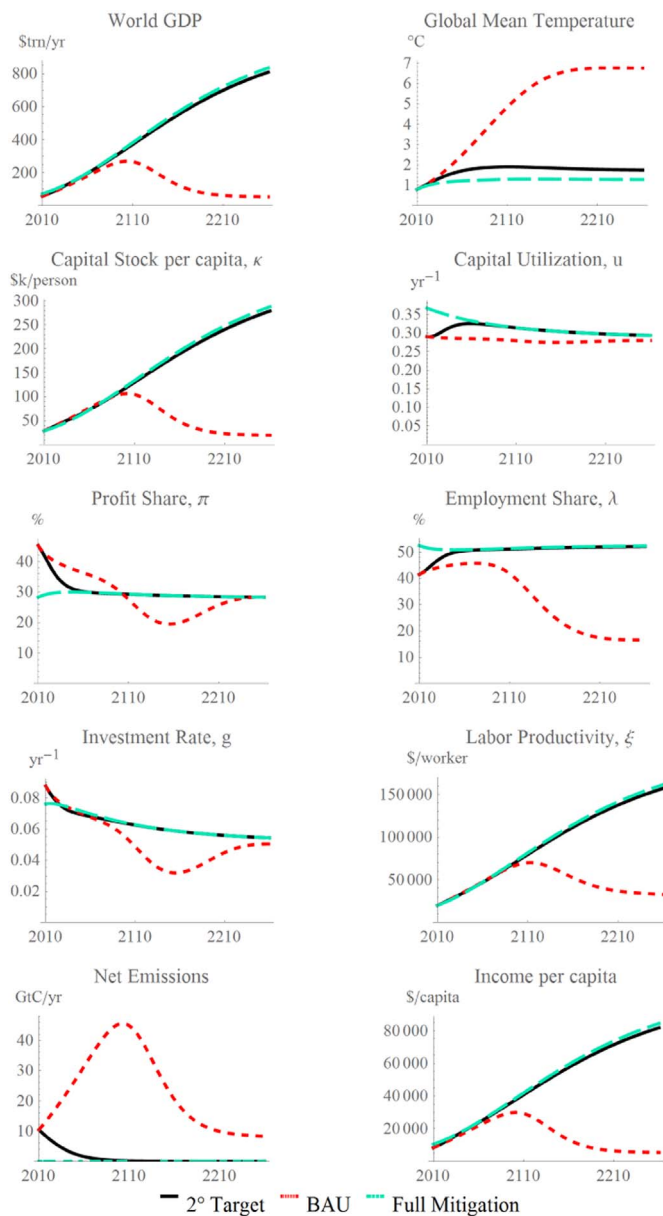 World GDP
$trn/yr
800
600
400
200
2010 2110 2210
Global Mean Temperature
°C
7
6
5
4
3
2
1
2010 2110 2210
Capital Stock per capita, κ
$k/person
300
250
200
150
100
50
2010 2110 2210
Capital Utilization, u
yr⁻¹
0.30
0.25
0.20
0.15
0.10
0.05
2010 2110 2210
Profit Share, π
%
40
30
20
10
2010 2110 2210
Employment Share, λ
%
50
40
30
20
10
2010 2110 2210
Investment Rate, g
yr⁻¹
0.08
0.06
0.04
0.02
2010 2110 2210
Labor Productivity, ξ
$/worker
150 000
100 000
50 000
2010 2110 2210
Net Emissions
GtC/yr
40
30
20
10
2010 2110 2210
Income per capita
$/capita
80 000
60 000
40 000
20 000
2010 2110 2210
2° Target BAU Full Mitigation